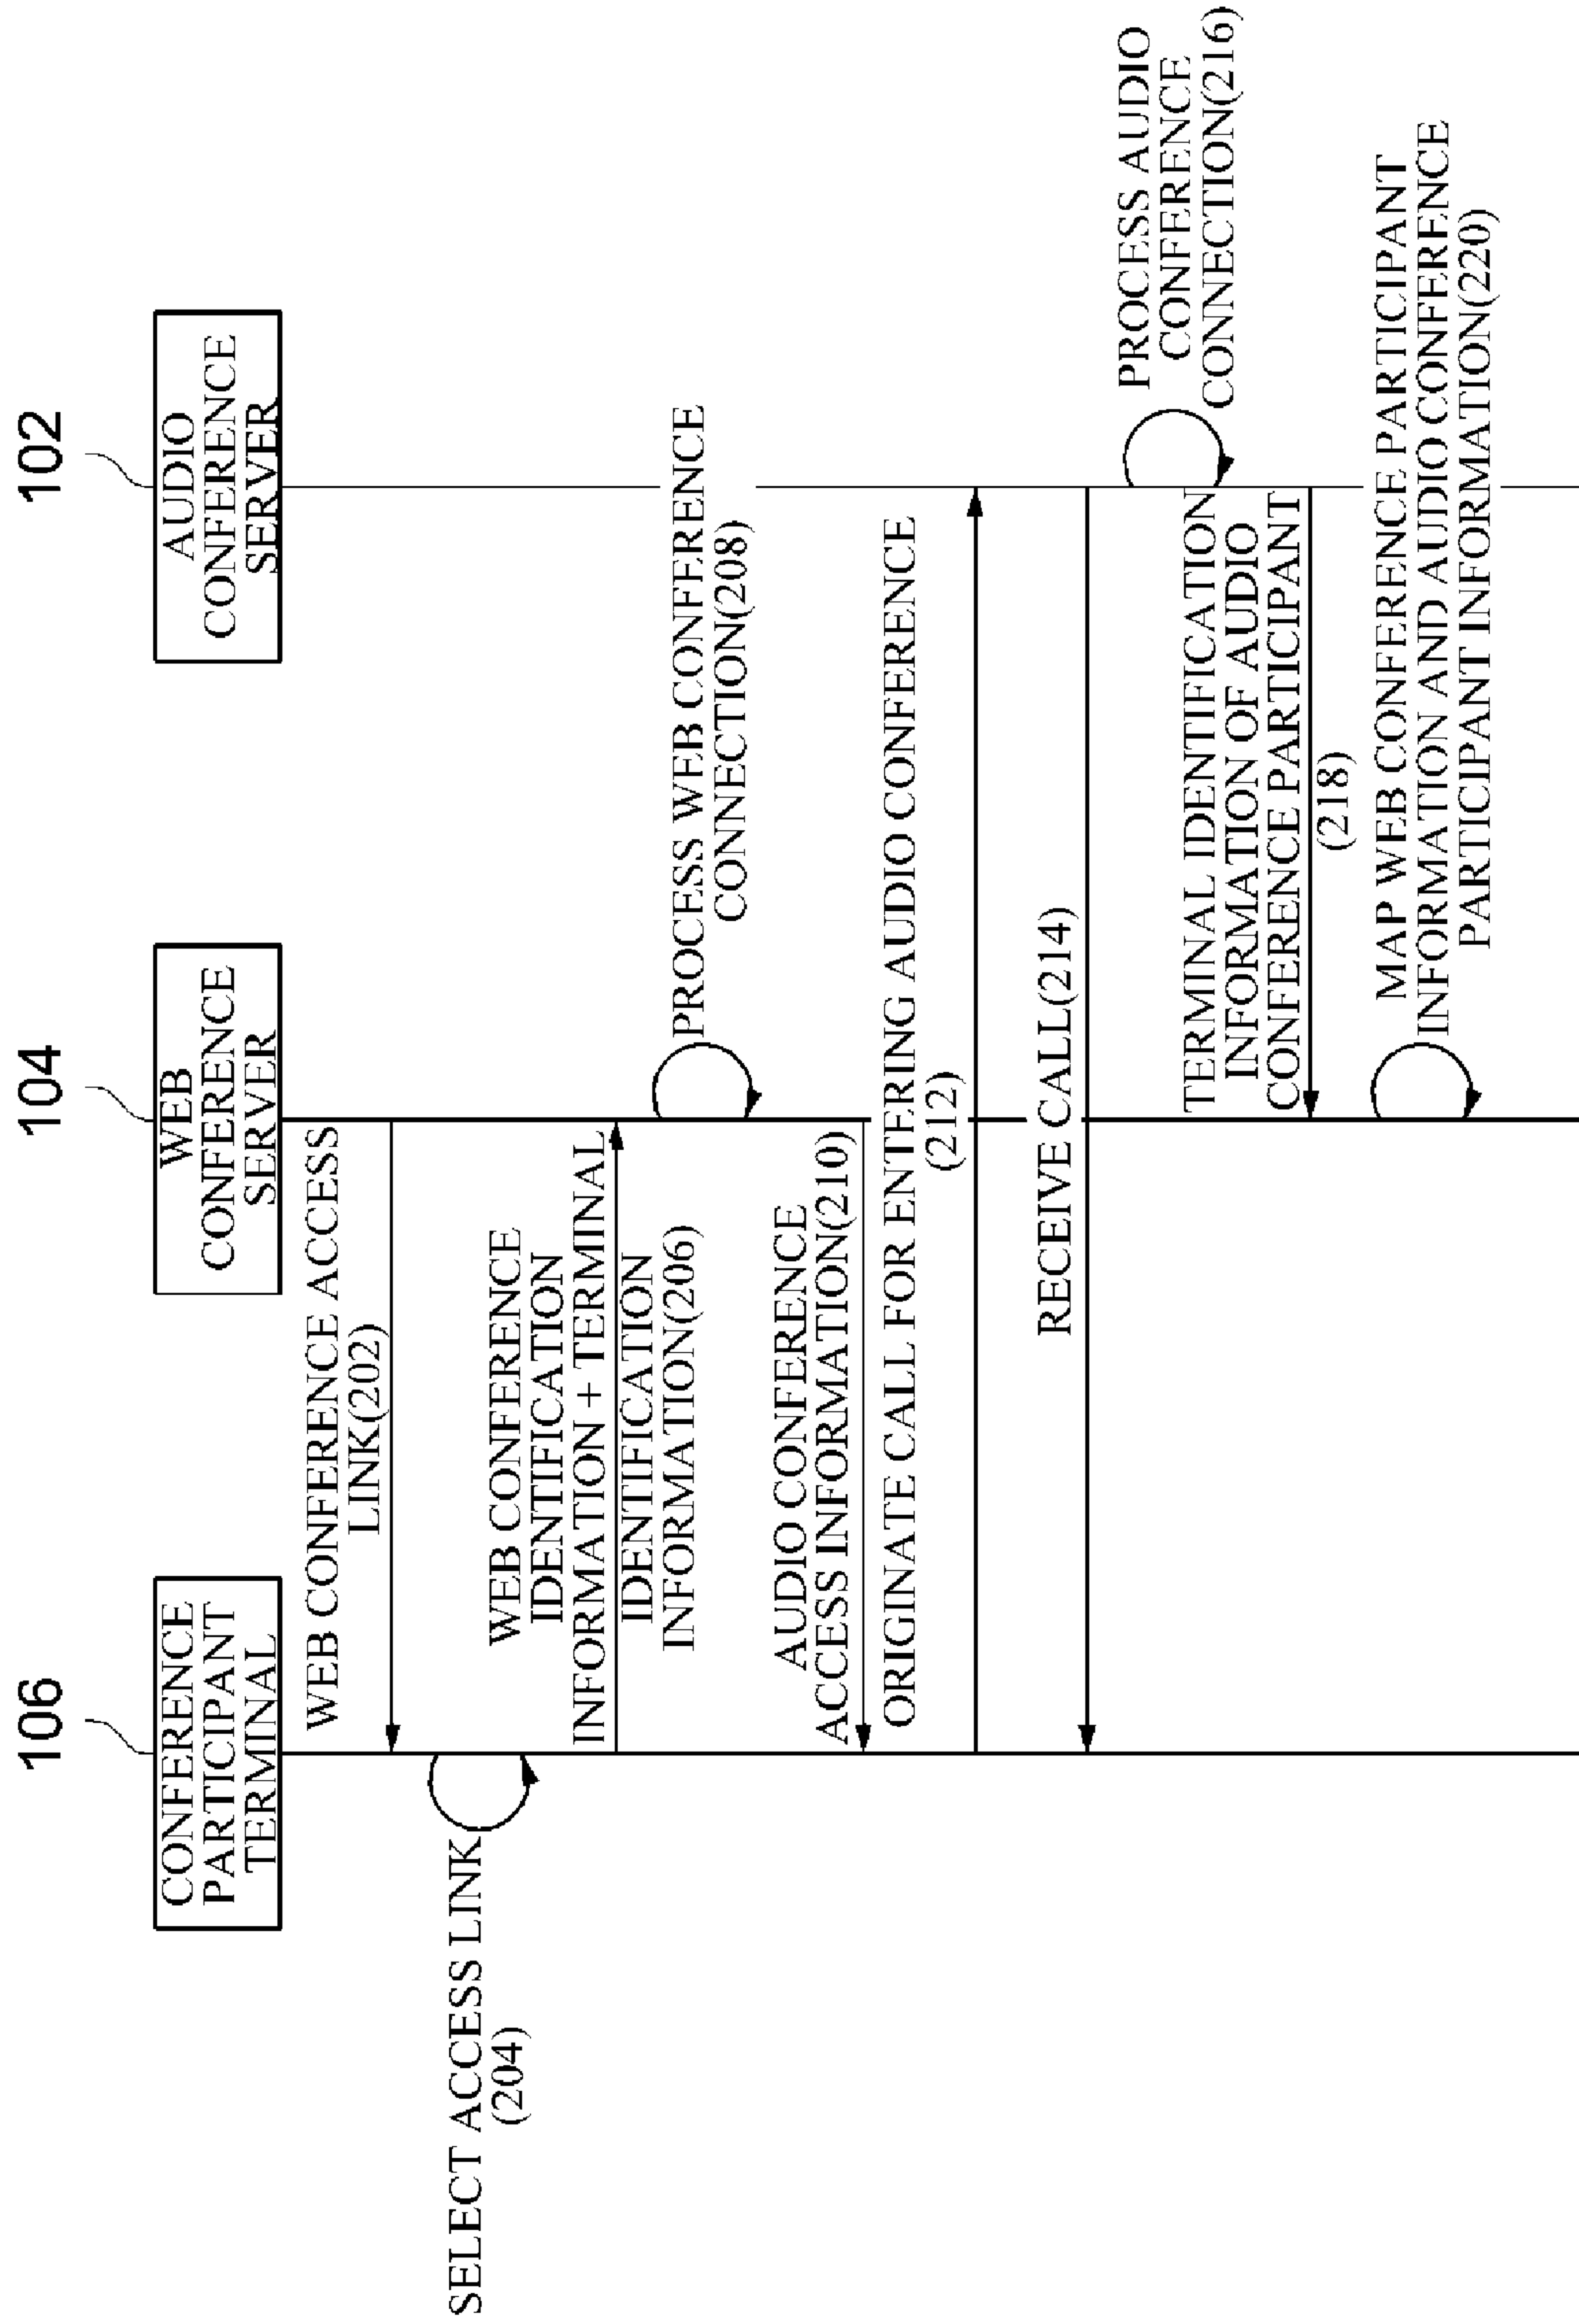 106
104
102
CONFERENCE
PARTICIPANT
TERMINAL
WEB
CONFERENCE
SERVER
AUDIO
CONFERENCE
SERVER
WEB CONFERENCE ACCESS
LINK(202)
SELECT ACCESS LINK
(204)
WEB CONFERENCE
IDENTIFICATION
INFORMATION + TERMINAL
IDENTIFICATION
INFORMATION(206)
PROCESS WEB CONFERENCE
CONNECTION(208)
AUDIO CONFERENCE
ACCESS INFORMATION(210)
ORIGINATE CALL FOR ENTERING AUDIO CONFERENCE
(212)
RECEIVE CALL(214)
PROCESS AUDIO
CONFERENCE
CONNECTION(216)
TERMINAL IDENTIFICATION
INFORMATION OF AUDIO
CONFERENCE PARTICIPANT
(218)
MAP WEB CONFERENCE PARTICIPANT
INFORMATION AND AUDIO CONFERENCE
PARTICIPANT INFORMATION(220)